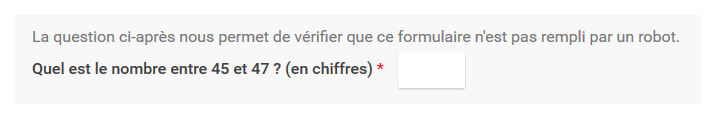 La question ci-après nous permet de vérifier que ce formulaire n'est pas rempli par un robot.
Quel est le nombre entre 45 et 47 ? (en chiffres) *